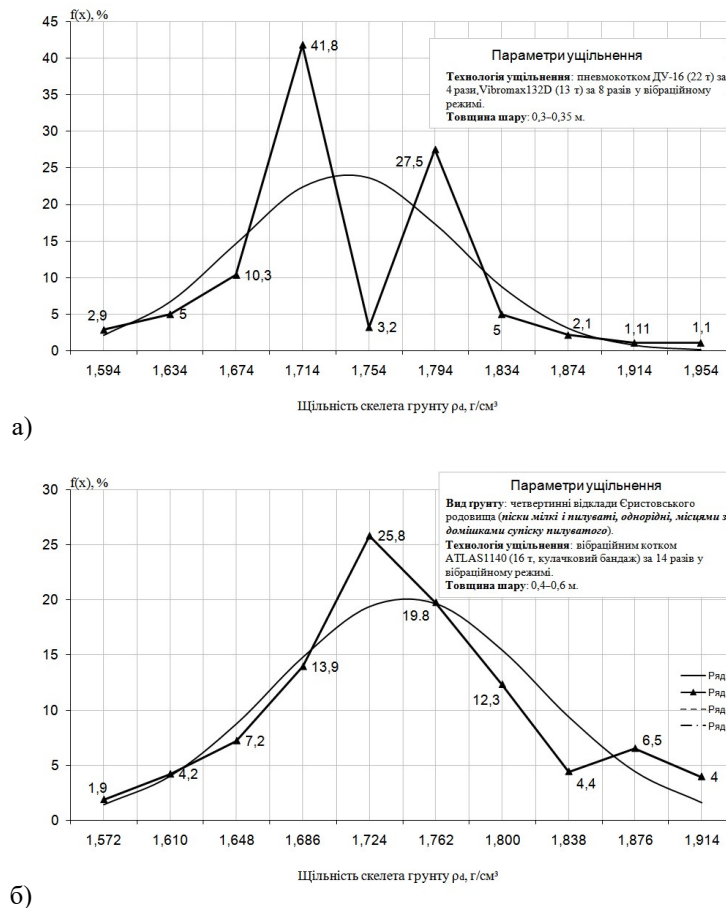 f(x), %
45
40
35
30
25
20
15
10
5
0
2,9
5
10,3
41,8
3,2
27,5
5
2,1
1,11
1,1
Параметри ущільнення
Технологія ущільнення: пневмокотком ДУ-16 (22 т) за
4 рази,Vibromax132D (13 т) за 8 разів у вібраційному
режимі.
Товщина шару: 0,3–0,35 м.
1,594 1,634 1,674 1,714 1,754 1,794 1,834 1,874 1,914 1,954
Щільність скелета грунту ρd, г/см³
а)
f(x), %
30
25
20
15
10
5
0
1,9
4,2
7,2
13,9
25,8
19.8
12,3
4,4
6,5
4
Параметри ущільнення
Вид ґрунту: четвертинні відклади Єристовського
родовища (піски мілкі і пилуваті, однорідні, місцями з
домішками супіску пилуватого).
Технологія ущільнення: вібраційним котком
ATLAS1140 (16 т, кулачковий бандаж) за 14 разів у
вібраційному режимі.
Товщина шару: 0,4–0,6 м.
Ряд
Ряд
Ряд
Ряд
1,572 1,610 1,648 1,686 1,724 1,762 1,800 1,838 1,876 1,914
Щільність скелета грунту ρd, г/см³
б)